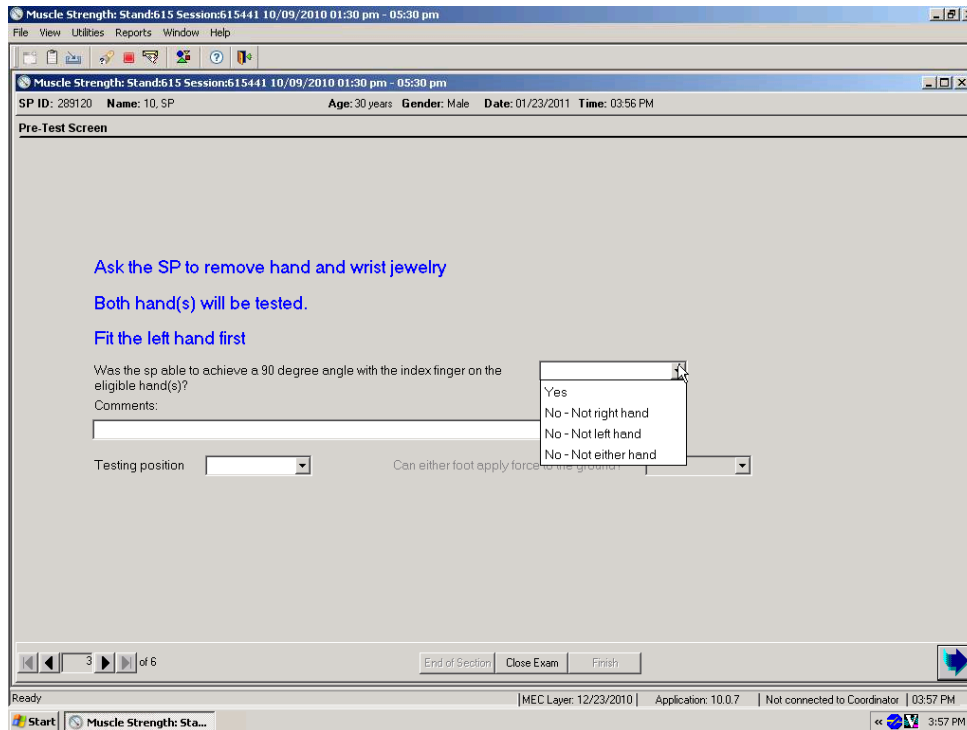 Muscle Strength: Stand:615 Session:615441 10/09/2010 01:30 pm - 05:30 pm
File View Utilities Reports Window Help
Muscle Strength: Stand:615 Session:615441 10/09/2010 01:30 pm - 05:30 pm
SP ID: 289120 Name: 10, SP Age: 30 years Gender: Male Date: 01/23/2011 Time: 03:56 PM
Pre-Test Screen
Ask the SP to remove hand and wrist jewelry
Both hand(s) will be tested.
Fit the left hand first
Was the sp able to achieve a 90 degree angle with the index finger on the
eligible hand(s)?
Yes
No - Not right hand
No - Not left hand
No - Not either hand
Comments:
Testing position Can either foot apply force to the ground?
3 of 6 End of Section Close Exam Finish
Ready MEC Layer: 12/23/2010 Application: 10.0.7 Not connected to Coordinator 03:57 PM
Start Muscle Strength: Sta... « 3:57 PM